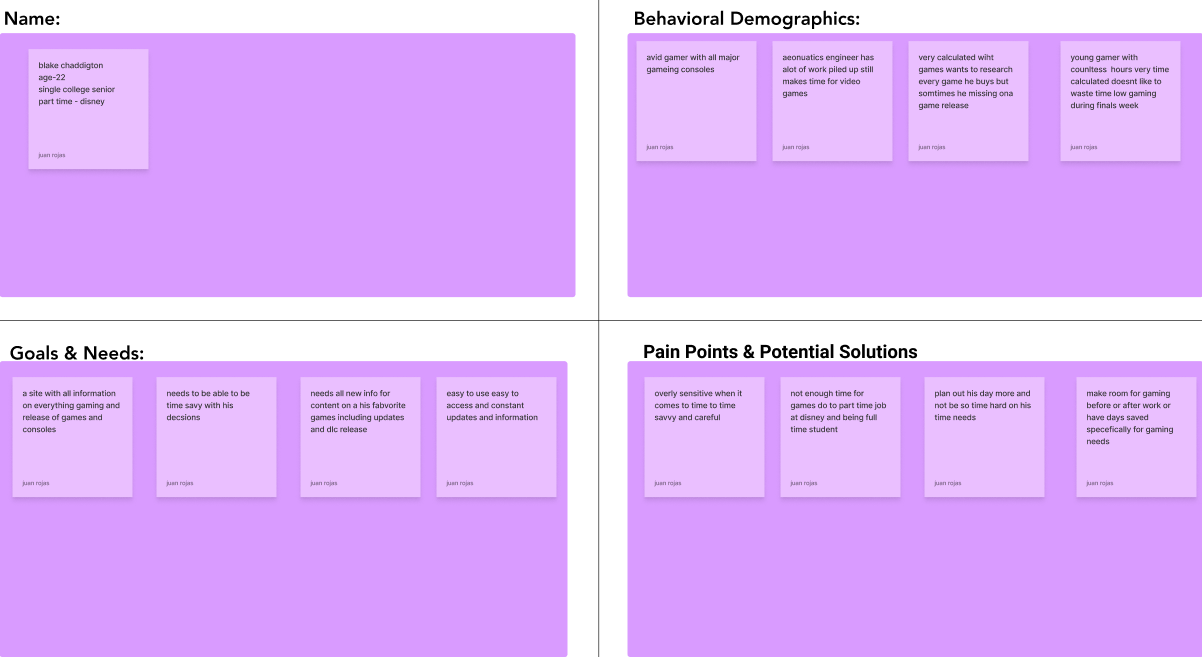 Name:
blake chaddigton
age-22
single college senior
part time - disney
juan rojas
Behavioral Demographics:
avid gamer with all major
gameing consoles
juan rojas
aeonuatics engineer has
alot of work piled up still
makes time for video
games
juan rojas
very calculated wiht
games wants to research
every game he buys but
somtimes he missing ona
game release
juan rojas
young gamer with
counltess hours very time
calculated doesnt like to
waste time low gaming
during finals week
juan rojas
Goals & Needs:
a site with all information
on everything gaming and
release of games and
consoles
juan rojas
needs to be able to be
time savy with his
decsions
juan rojas
needs all new info for
content on a his fabvorite
games including updates
and dlc release
juan rojas
easy to use easy to
access and constant
updates and information
juan rojas
Pain Points & Potential Solutions
overly sensitive when it
comes to time to time
savvy and careful
juan rojas
not enough time for
games do to part time job
at disney and being full
time student
juan rojas
plan out his day more and
not be so time hard on his
time needs
juan rojas
make room for gaming
before or after work or
have days saved
specefically for gaming
needs
juan rojas